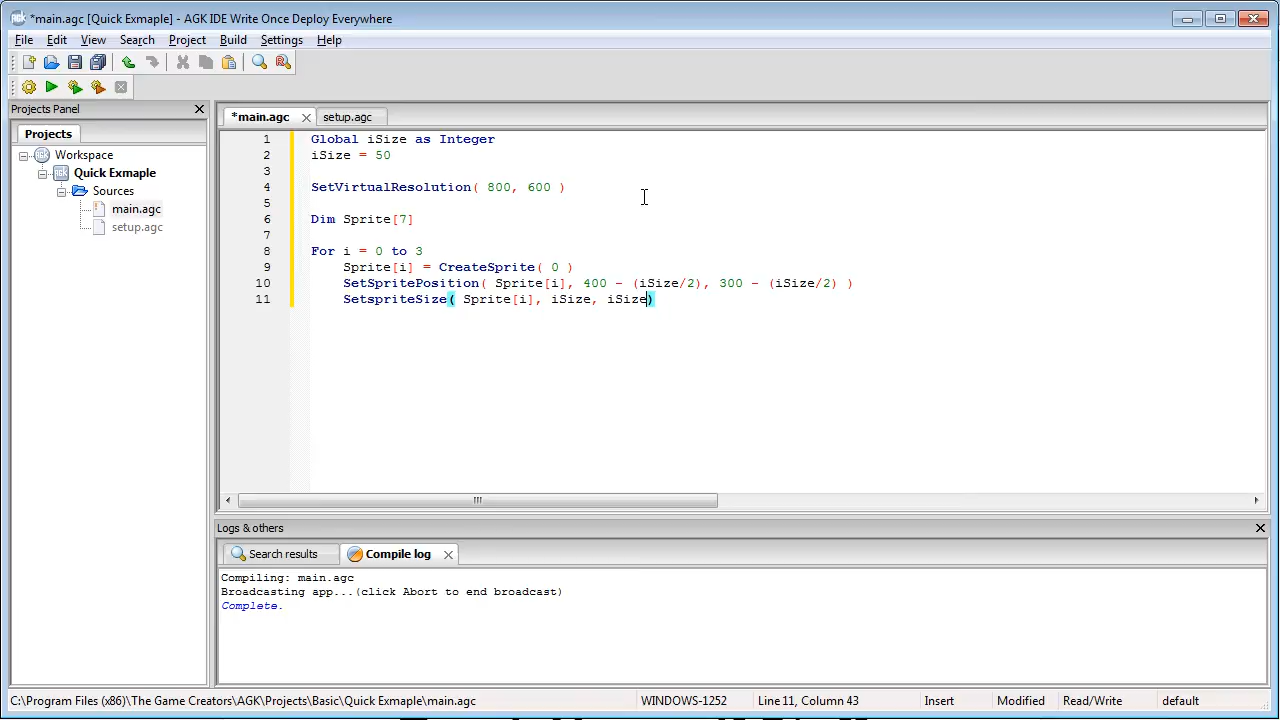 *main.agc [Quick Exmaple] - AGK IDE Write Once Deploy Everywhere
File Edit View Search Project Build Settings Help
Projects Panel
Projects
Workspace
Quick Exmaple
Sources
main.agc
setup.agc
*main.agc setup.agc
1 Global iSize as Integer
2 iSize = 50
3
4 SetVirtualResolution( 800, 600 )
5
6 Dim Sprite[7]
7
8 For i = 0 to 3
9 Sprite[i] = CreateSprite( 0 )
10 SetSpritePosition( Sprite[i], 400 - (iSize/2), 300 - (iSize/2) )
11 SetspriteSize( Sprite[i], iSize, iSize)
Logs & others
Search results Compile log
Compiling: main.agc
Broadcasting app...(click Abort to end broadcast)
Complete.
C:\Program Files (x86)\The Game Creators\AGK\Projects\Basic\Quick Exmaple\main.agc WINDOWS-1252 Line 11, Column 43 Insert Modified Read/Write default